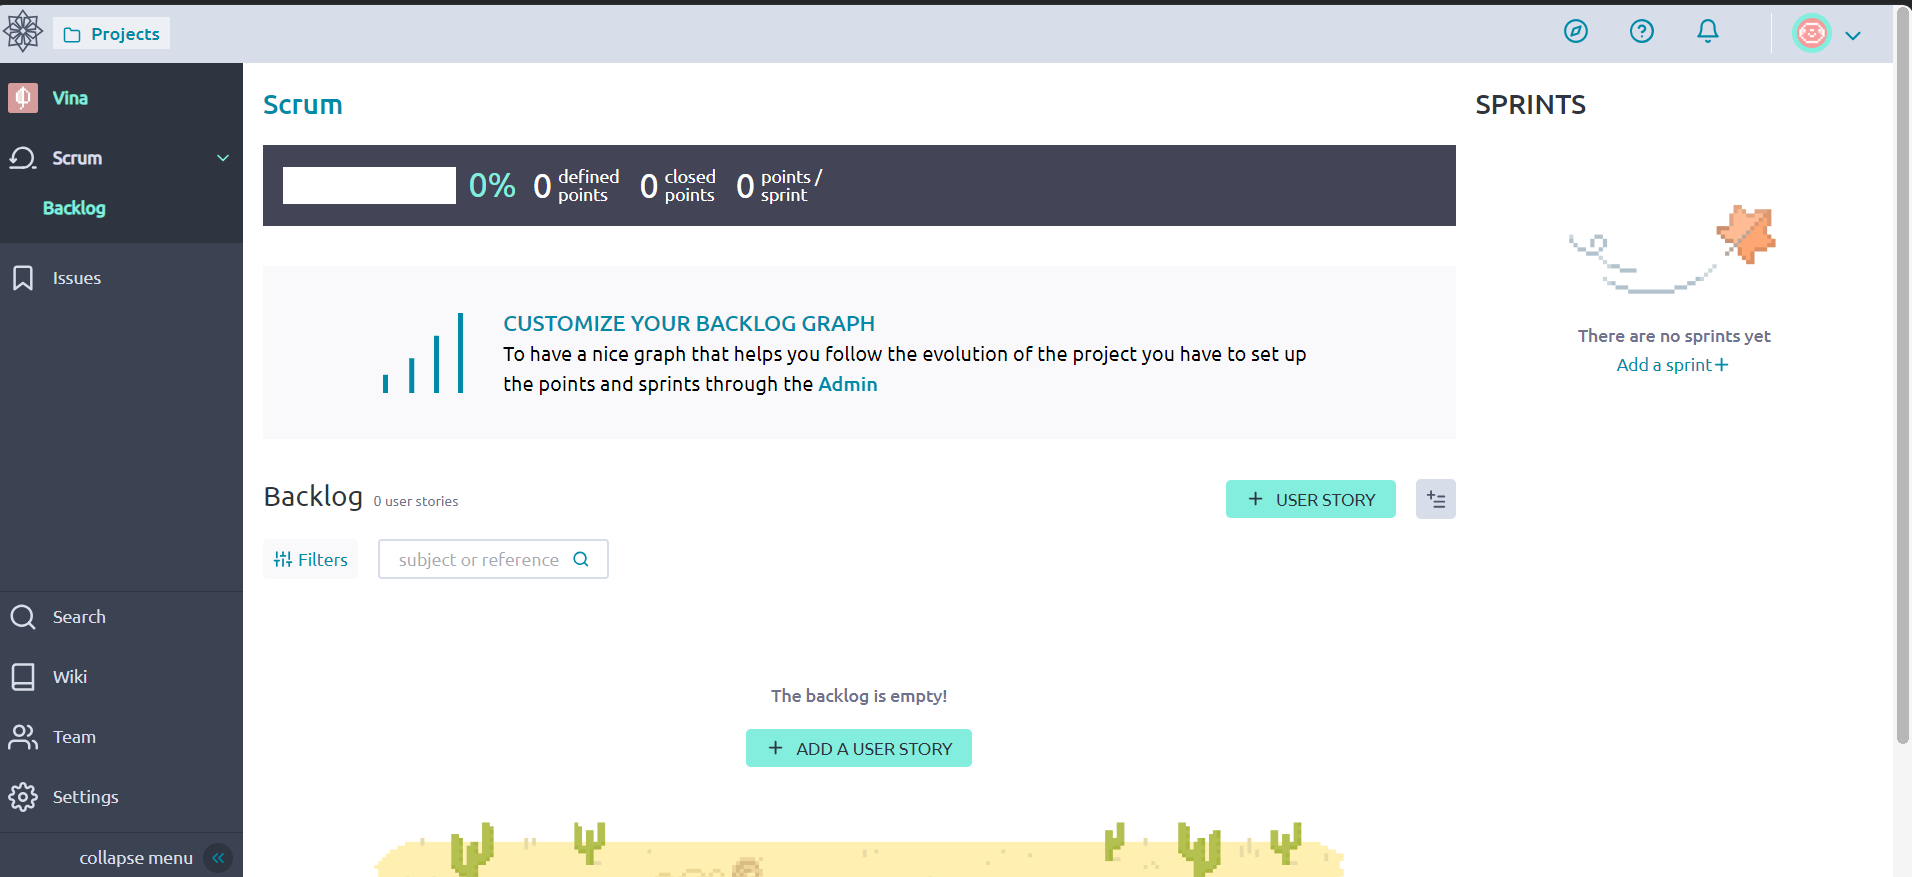 Projects
Vina
Scrum
Backlog
Issues
Search
Wiki
Team
Settings
collapse menu
Scrum
0% 0 defined points 0 closed points 0 points / sprint
CUSTOMIZE YOUR BACKLOG GRAPH
To have a nice graph that helps you follow the evolution of the project you have to set up
the points and sprints through the Admin
Backlog 0 user stories
+ USER STORY
Filters
subject or reference
The backlog is empty!
+ ADD A USER STORY
SPRINTS
There are no sprints yet
Add a sprint+